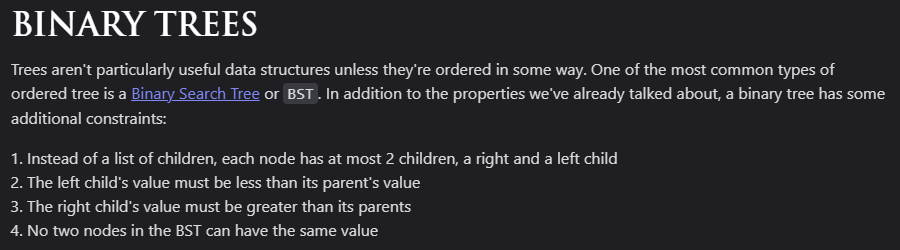 BINARY TREES
Trees aren't particularly useful data structures unless they're ordered in some way. One of the most common types of
ordered tree is a Binary Search Tree or BST. In addition to the properties we've already talked about, a binary tree has some
additional constraints:
1. Instead of a list of children, each node has at most 2 children, a right and a left child
2. The left child's value must be less than its parent's value
3. The right child's value must be greater than its parents
4. No two nodes in the BST can have the same value